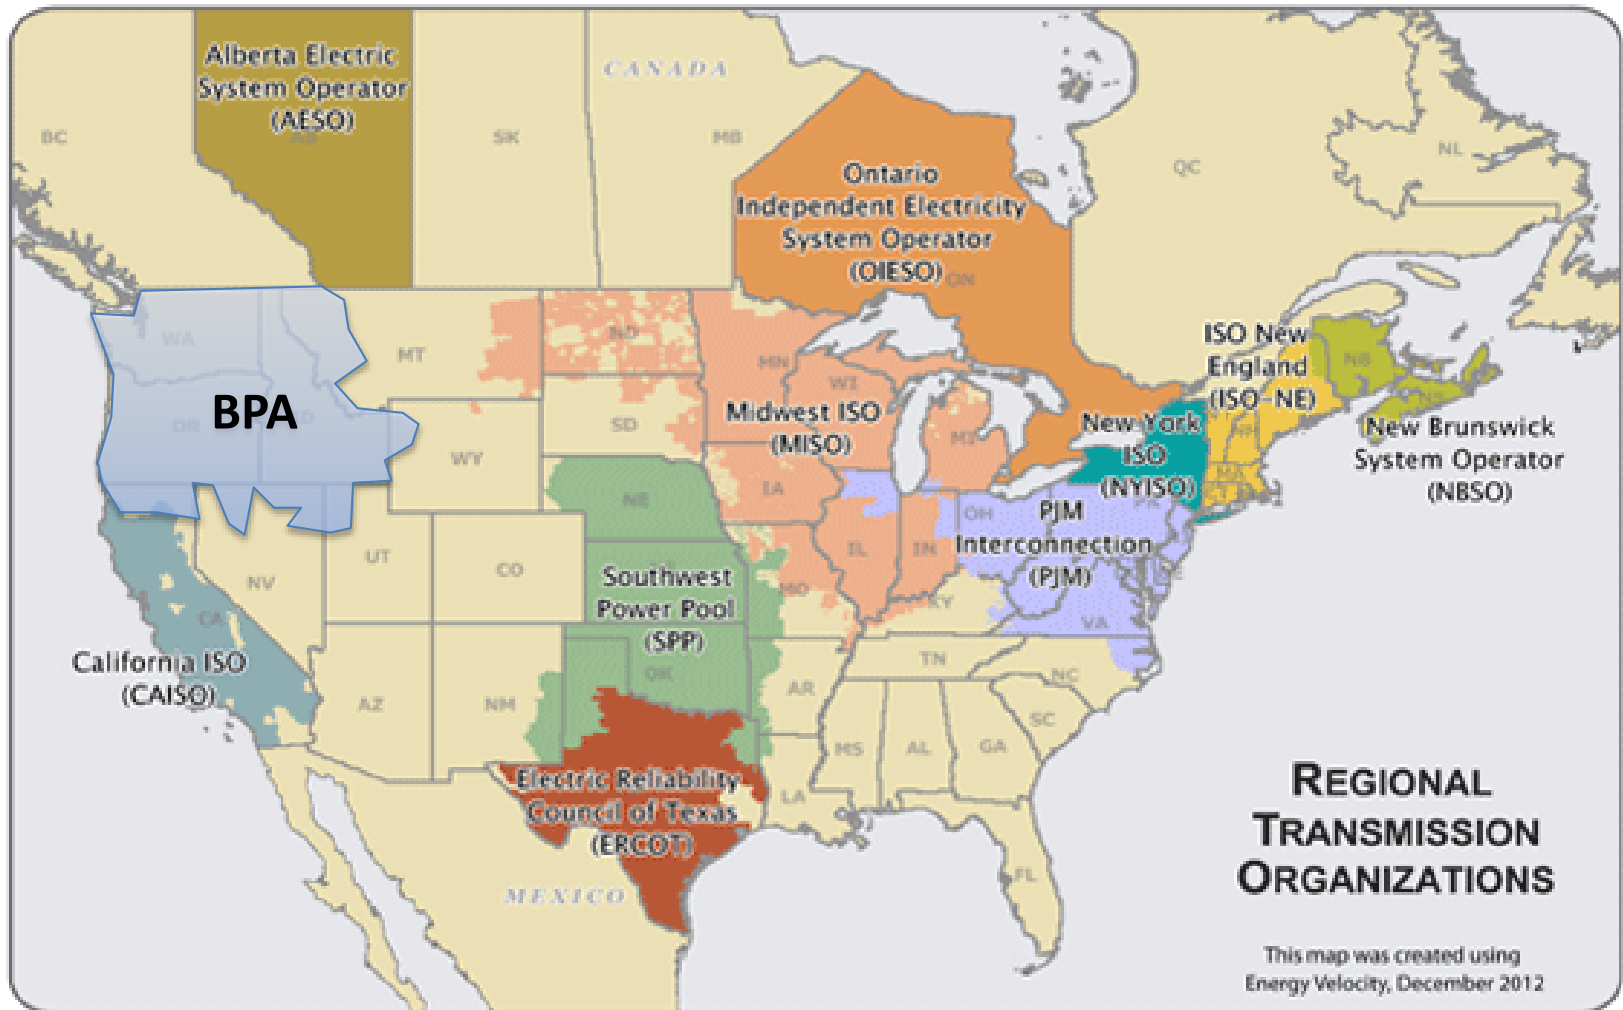 Alberta Electric
System Operator
(AESO)
CANADA
BC
SK
MB
Ontario
Independent Electricity
System Operator
(OIESO)
ON
QC
NL
WA
OR
BPA
MT
ND
MN
WI
SD
Midwest ISO
(MISO)
MI
ISO New
England
(ISO-NE)
NB
NH
MA
New York
ISO
(NYISO)
New Brunswick
System Operator
(NBSO)
WY
NE
IA
IL
IN
OH
PJM
Interconnection
(PJM)
VA
KY
MO
NV
UT
CO
CA
Southwest
Power Pool
(SPP)
OK
California ISO
(CAISO)
AZ
NM
AR
TN
NC
SC
MS
AL
GA
LA
FL
Electric Reliability
Council of Texas
(ERCOT)
MEXICO
REGIONAL
TRANSMISSION
ORGANIZATIONS
This map was created using
Energy Velocity, December 2012